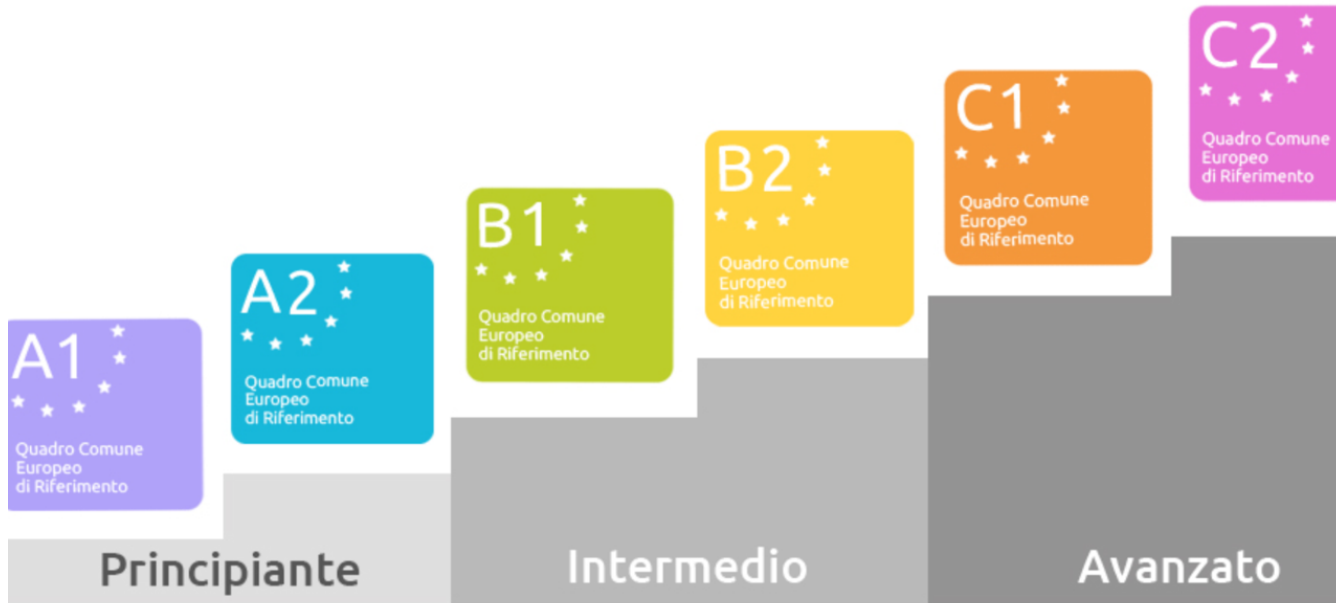 A1
Quadro Comune
Europeo
di Riferimento
A2
Quadro Comune
Europeo
di Riferimento
B1
Quadro Comune
Europeo
di Riferimento
B2
Quadro Comune
Europeo
di Riferimento
C1
Quadro Comune
Europeo
di Riferimento
C2
Quadro Comune
Europeo
di Riferimento
Principiante
Intermedio
Avanzato